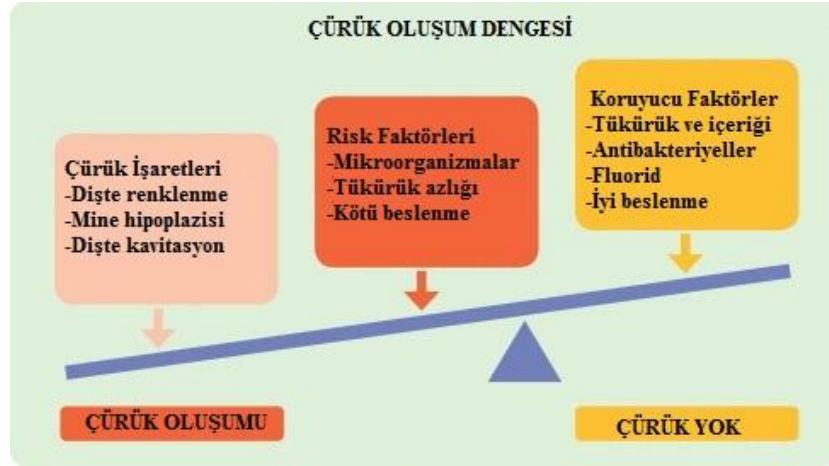 ÇÜRÜK OLUŞUM DENGESİ
Çürük İşaretleri
-Dişte renklenme
-Mine hipoplazisi
-Dişte kavitasyon
Risk Faktörleri
-Mikroorganizmalar
-Tükürük azlığı
-Kötü beslenme
Koruyucu Faktörler
-Tükürük ve içeriği
-Antibakteriyeller
-Fluorid
-İyi beslenme
ÇÜRÜK OLUŞUMU
ÇÜRÜK YOK